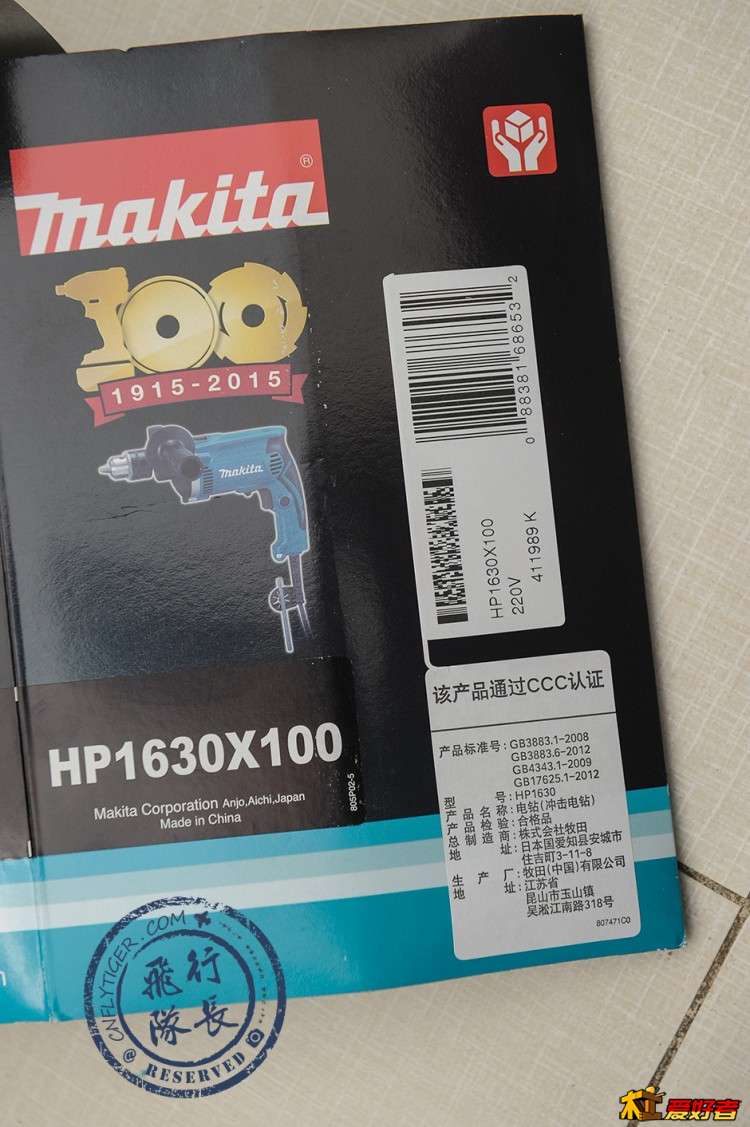 makita®
100
1915-2015
makita
HP1630X100
Makita Corporation Anjo,Aichi,Japan
Made in China
805P02-5
0 88381 68653 2
HP1630X100
220V
411989 K
该产品通过CCC认证
产品标准号:GB3883.1-2008
GB3883.6-2012
GB4343.1-2009
GB17625.1-2012
型号:HP1630
产品名称:电钻(冲击电钻)
产品检验:合格品
总制造商:株式会社牧田
地址:日本国爱知县安城市
住吉町3-11-8
生产厂:牧田(中国)有限公司
地址:江苏省
昆山市玉山镇
吴淞江南路318号
807471C0
CNFLYTIGER.COM
飛行
隊長
@ RESERVED
爱好者